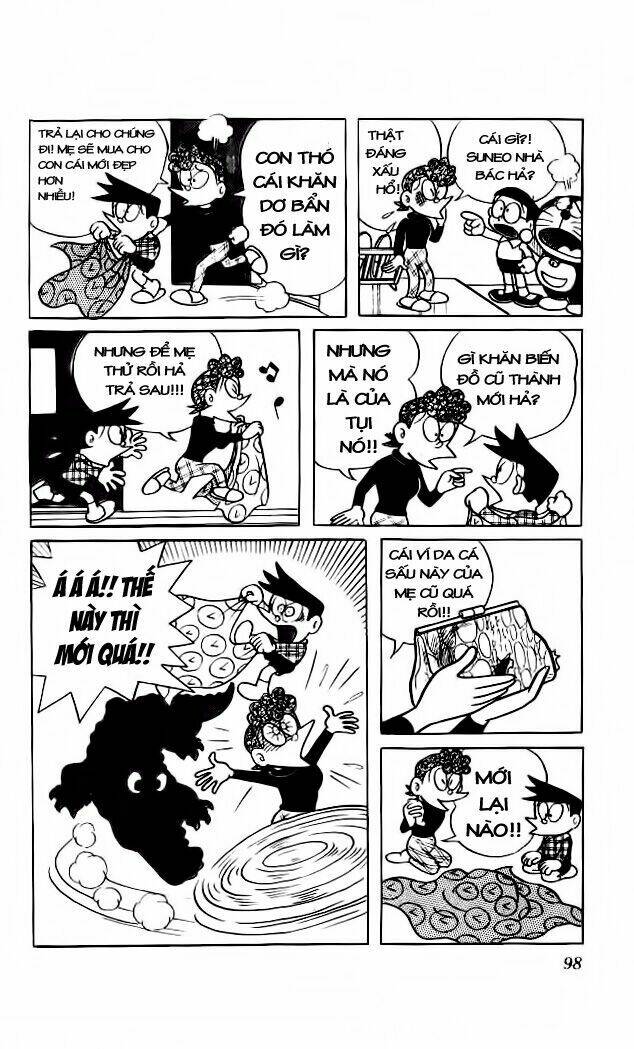 CÁI GÌ?!
SUNEO NHÀ
BÁC HẢ?
THẬT
ĐÁNG
XẤU
HỔ!
CON THÓ
CÁI KHĂN
DƠ BẨN
ĐÓ LÀM
GÌ?
TRẢ LẠI CHO CHÚNG
ĐI! MẸ SẼ MUA CHO
CON CÁI MỚI ĐẸP
HƠN
NHIỀU!
GÌ KHĂN BIẾN
ĐỒ CŨ THÀNH
MỚI HẢ?
NHƯNG
MÀ NÓ
LÀ CỦA
TỤI
NÓ!!
NHƯNG ĐỂ MẸ
THỬ RỒI HẢ
TRẢ SAU!!!
CÁI VÍ DA CÁ
SẤU NÀY CỦA
MẸ CŨ QUÁ
RỒI!!
MỚI
LẠI
NÀO!!
Á Á Á!! THẾ
NÀY THÌ
MỚI QUÁ!!
98